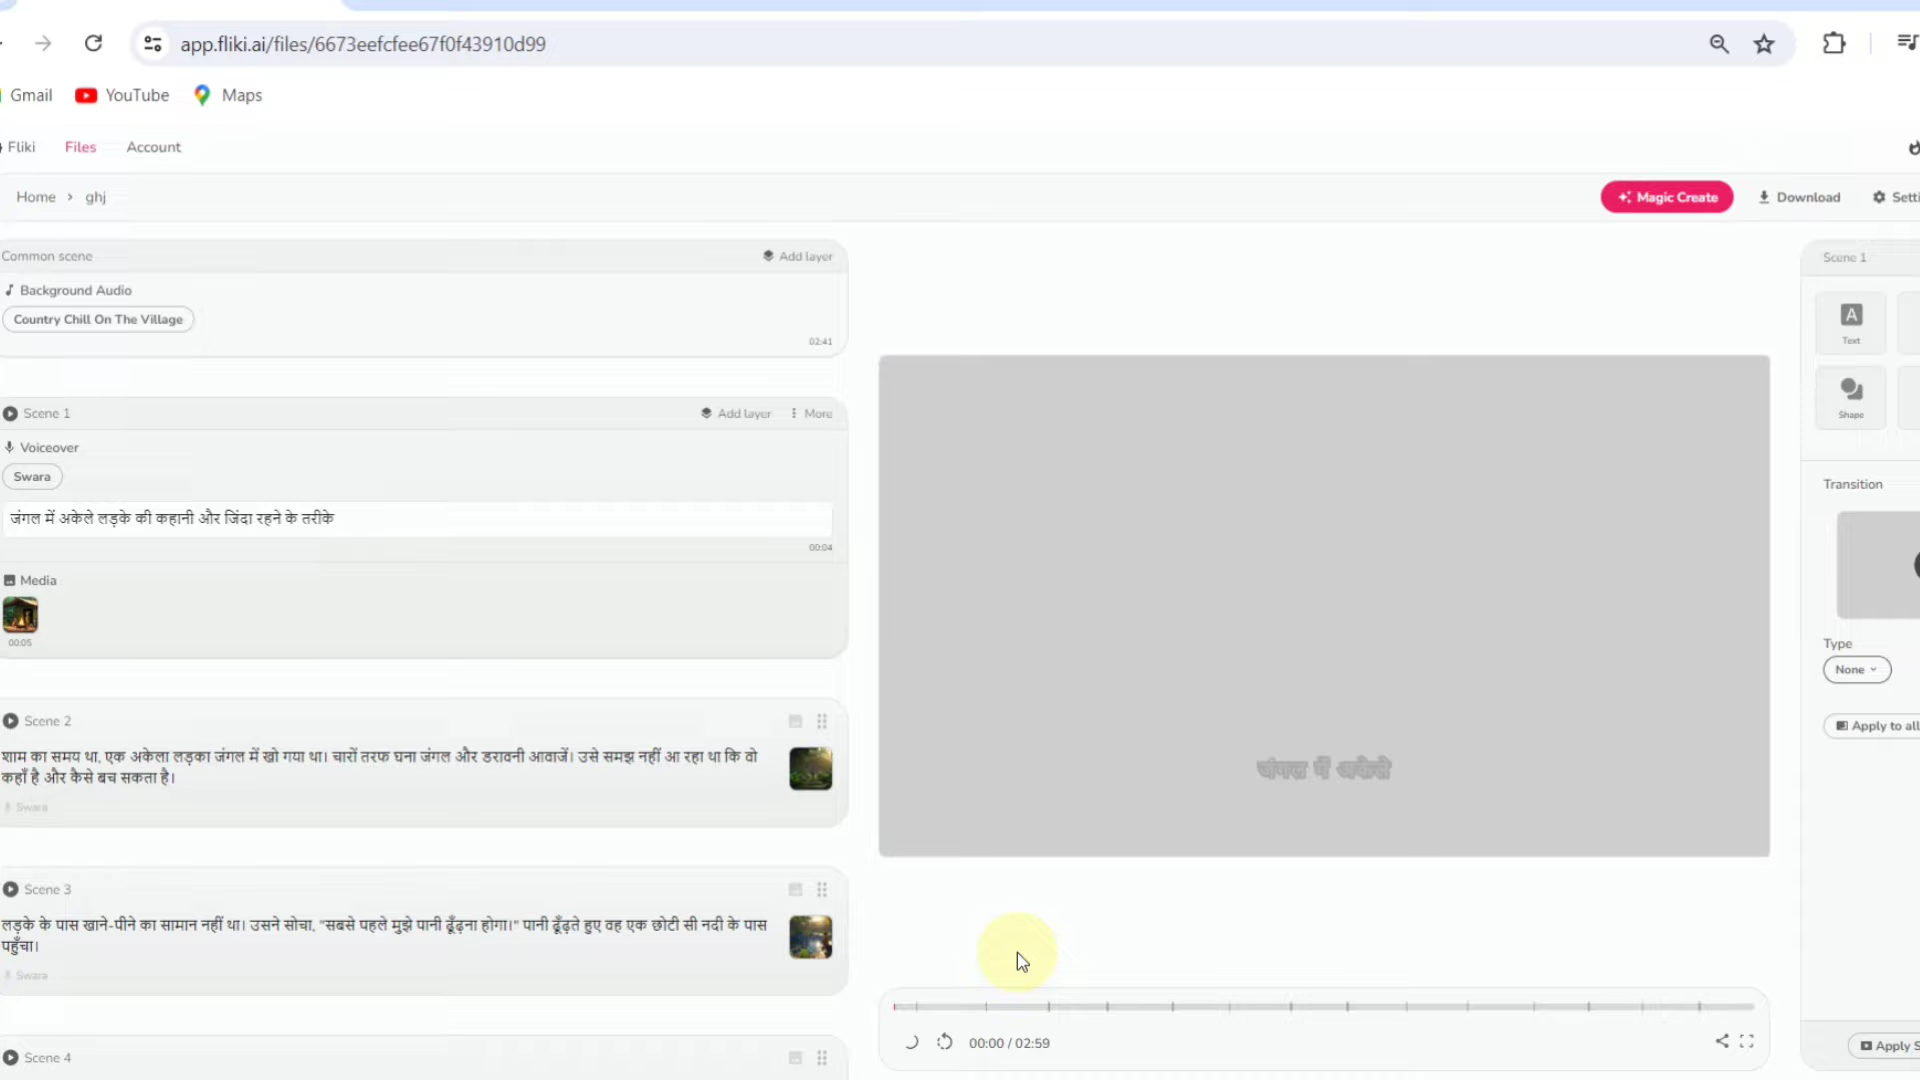 app.fliki.ai/files/6673eefcfee67f0f43910d99
Gmail YouTube Maps
Fliki Files Account
Home > ghj
Magic Create Download
Common scene Add layer
Background Audio
Country Chill On The Village
02:41
Scene 1 Add layer More
Voiceover
Swara
जंगल में अकेले लड़के की कहानी और जिंदा रहने के तरीके
00:04
Media
00:05
Scene 2
शाम का समय था, एक अकेला लड़का जंगल में खो गया था। चारों तरफ घना जंगल और डरावनी आवाजें। उसे समझ नहीं आ रहा था कि वो
कहाँ है और कैसे बच सकता है।
Swara
Scene 3
लड़के के पास खाने-पीने का सामान नहीं था। उसने सोचा, "सबसे पहले मुझे पानी ढूँढ़ना होगा।" पानी ढूँढ़ते हुए वह एक छोटी सी नदी के पास
पहुँचा।
Swara
Scene 4
जंगल में अकेले
00:00 / 02:59
Scene 1
A
Text
Shape
Transition
Type
None
Apply to all
Apply